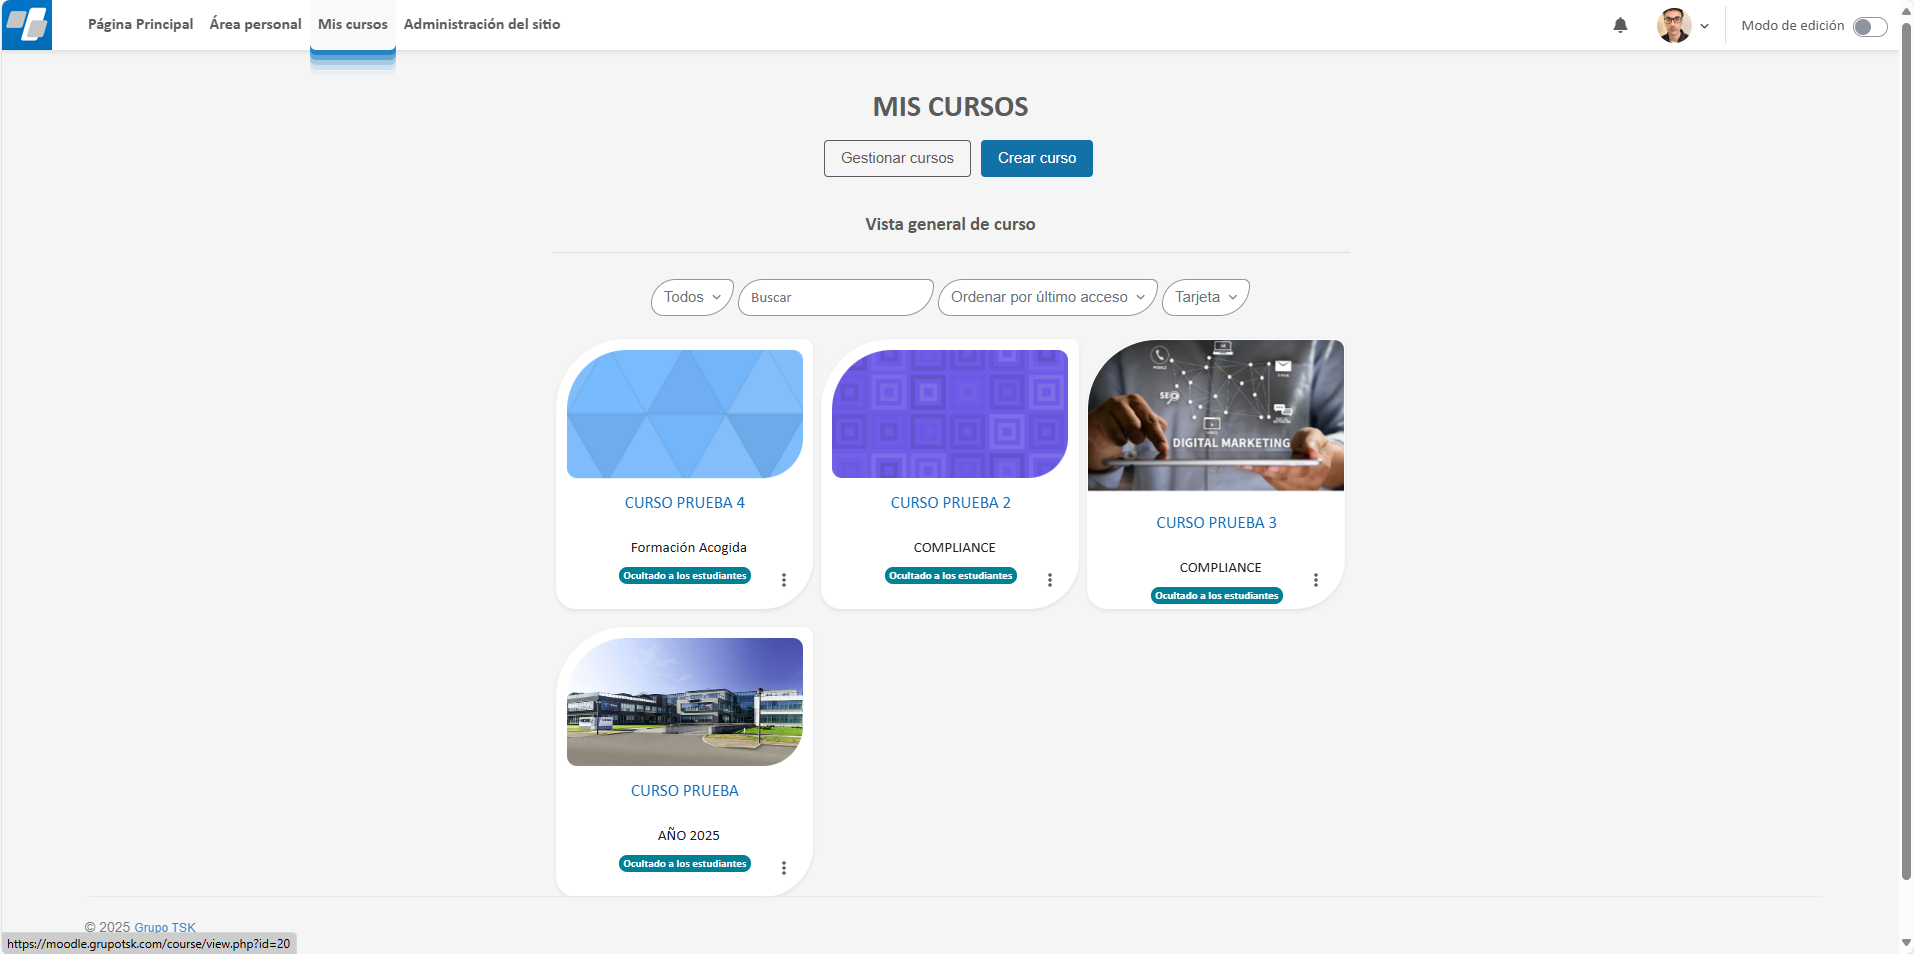 Página Principal Área personal Mis cursos Administración del sitio Modo de edición
MIS CURSOS
Gestionar cursos Crear curso
Vista general de curso
Todos Buscar Ordenar por último acceso Tarjeta
CURSO PRUEBA 4
Formación Acogida
Ocultado a los estudiantes
CURSO PRUEBA 2
COMPLIANCE
Ocultado a los estudiantes
SEO
DIGITAL MARKETING
CURSO PRUEBA 3
COMPLIANCE
Ocultado a los estudiantes
CURSO PRUEBA
AÑO 2025
Ocultado a los estudiantes
© 2025 Grupo TSK
https://moodle.grupotsk.com/course/view.php?id=20